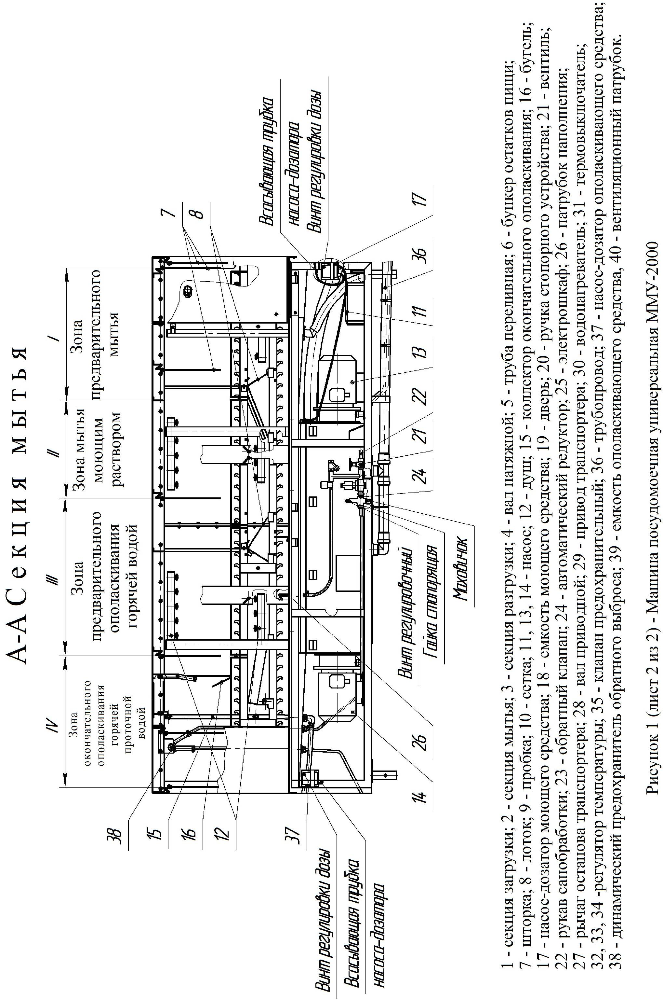 А-А Секция мытья
IV
III
II
I
Зона
окончательного
ополаскивания
горячей
проточной
водой
Зона
предварительного
ополаскивания
горячей водой
Зона мытья
моющим
раствором
Зона
предварительного
мытья
38
15
16
12
37
7
8
Винт регулировки дозы
Всасывающая трубка
насоса-дозатора
Всасывающая трубка
насоса-дозатора
Винт регулировки дозы
14
26
Винт регулировочный
Гайка стопорящая
Маховичок
24
21
22
13
11
36
17
1 - секция загрузки; 2 - секция мытья; 3 - секция разгрузки; 4 - вал натяжной; 5 - труба переливная; 6 - бункер остатков пищи;
7 - шторка; 8 - лоток; 9 - пробка; 10 - сетка; 11, 13, 14 - насос; 12 - душ; 15 - коллектор окончательного ополаскивания; 16 - бугель;
17 - насос-дозатор моющего средства; 18 - емкость моющего средства; 19 - дверь; 20 - ручка стопорного устройства; 21 - вентиль;
22 - рукав санобработки; 23 - обратный клапан; 24 - автоматический редуктор; 25 - электрошкаф; 26 - патрубок наполнения;
27 - рычаг останова транспортера; 28 - вал приводной; 29 - привод транспортера; 30 - водонагреватель; 31 - термовыключатель;
32, 33, 34 -регулятор температуры; 35 - клапан предохранительный; 36 - трубопровод; 37 - насос-дозатор ополаскивающего средства;
38 - динамический предохранитель обратного выброса; 39 - емкость ополаскивающего средства, 40 - вентиляционный патрубок.
Рисунок 1 (лист 2 из 2) - Машина посудомоечная универсальная ММУ-2000